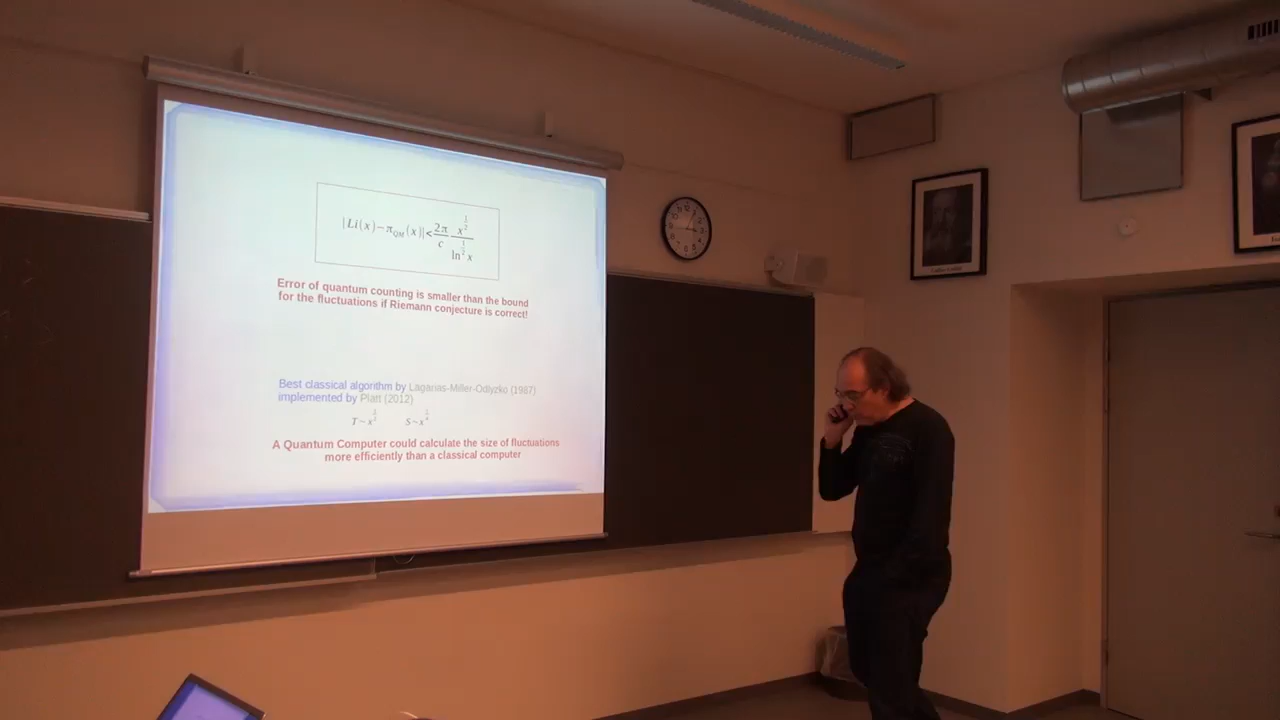 |Li(x)−π_QM(x)|< 2π/c x^(1/2)/ln^(1/2) x
Error of quantum counting is smaller than the bound
for the fluctuations if Riemann conjecture is correct!
Best classical algorithm by Lagarias-Miller-Odlyzko (1987)
implemented by Platt (2012)
T~x S~x
A Quantum Computer could calculate the size of fluctuations
more efficiently than a classical computer